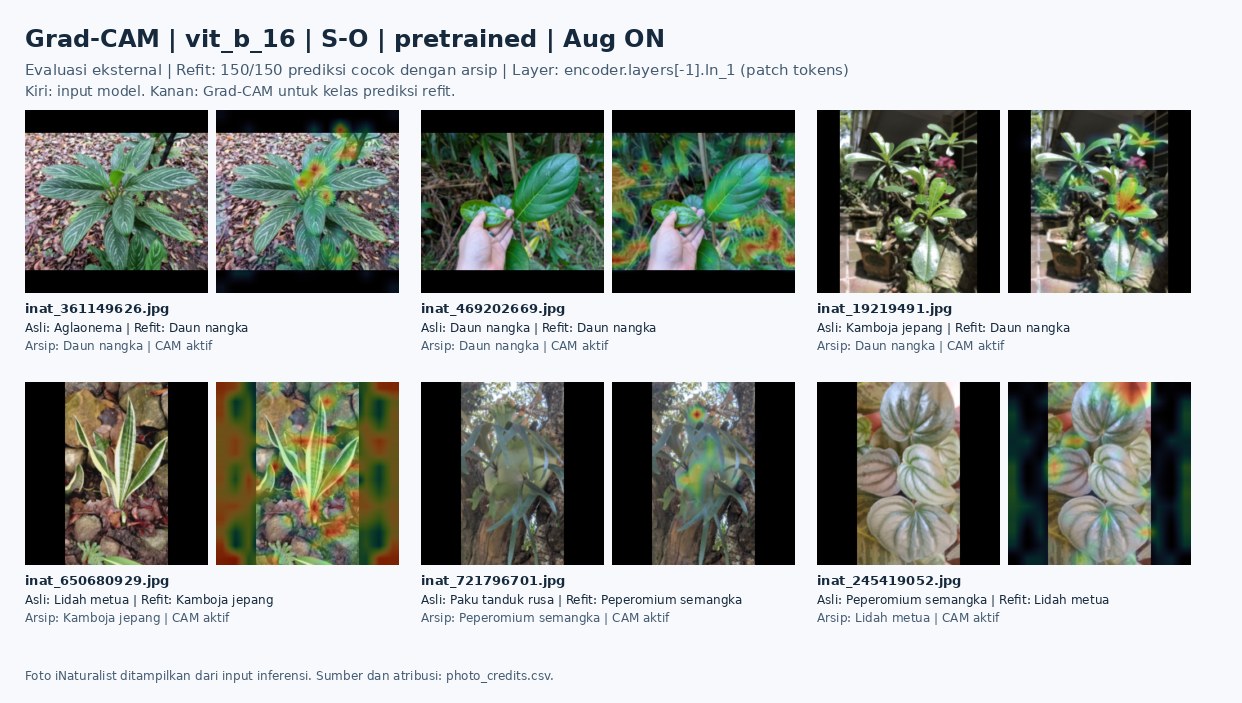 Grad-CAM | vit_b_16 | S-O | pretrained | Aug ON
Evaluasi eksternal | Refit: 150/150 prediksi cocok dengan arsip | Layer: encoder.layers[-1].ln_1 (patch tokens)
Kiri: input model. Kanan: Grad-CAM untuk kelas prediksi refit.
inat_361149626.jpg
Asli: Aglaonema | Refit: Daun nangka
Arsip: Daun nangka | CAM aktif
inat_469202669.jpg
Asli: Daun nangka | Refit: Daun nangka
Arsip: Daun nangka | CAM aktif
inat_19219491.jpg
Asli: Kamboja jepang | Refit: Daun nangka
Arsip: Daun nangka | CAM aktif
inat_650680929.jpg
Asli: Lidah metua | Refit: Kamboja jepang
Arsip: Kamboja jepang | CAM aktif
inat_721796701.jpg
Asli: Paku tanduk rusa | Refit: Peperomium semangka
Arsip: Peperomium semangka | CAM aktif
inat_245419052.jpg
Asli: Peperomium semangka | Refit: Lidah metua
Arsip: Lidah metua | CAM aktif
Foto iNaturalist ditampilkan dari input inferensi. Sumber dan atribusi: photo_credits.csv.